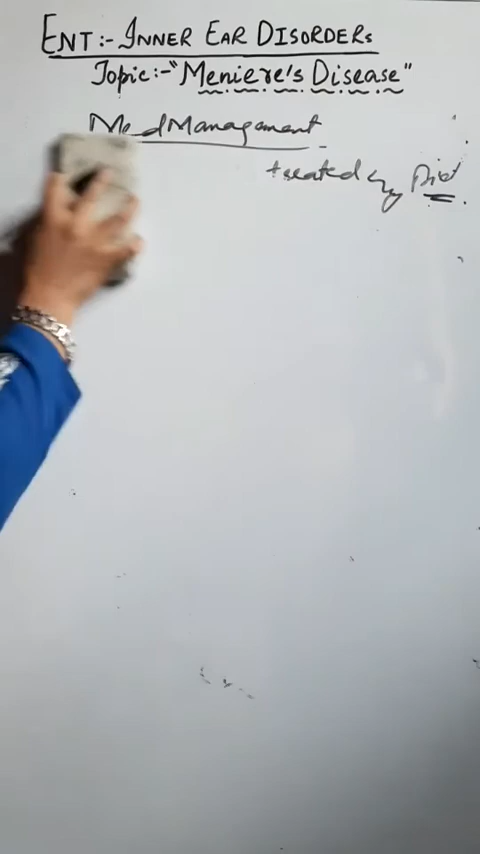 ENT:- INNER EAR DISORDERs
Topic:- "Meniere's Disease"
Med Management
treated by Diet.